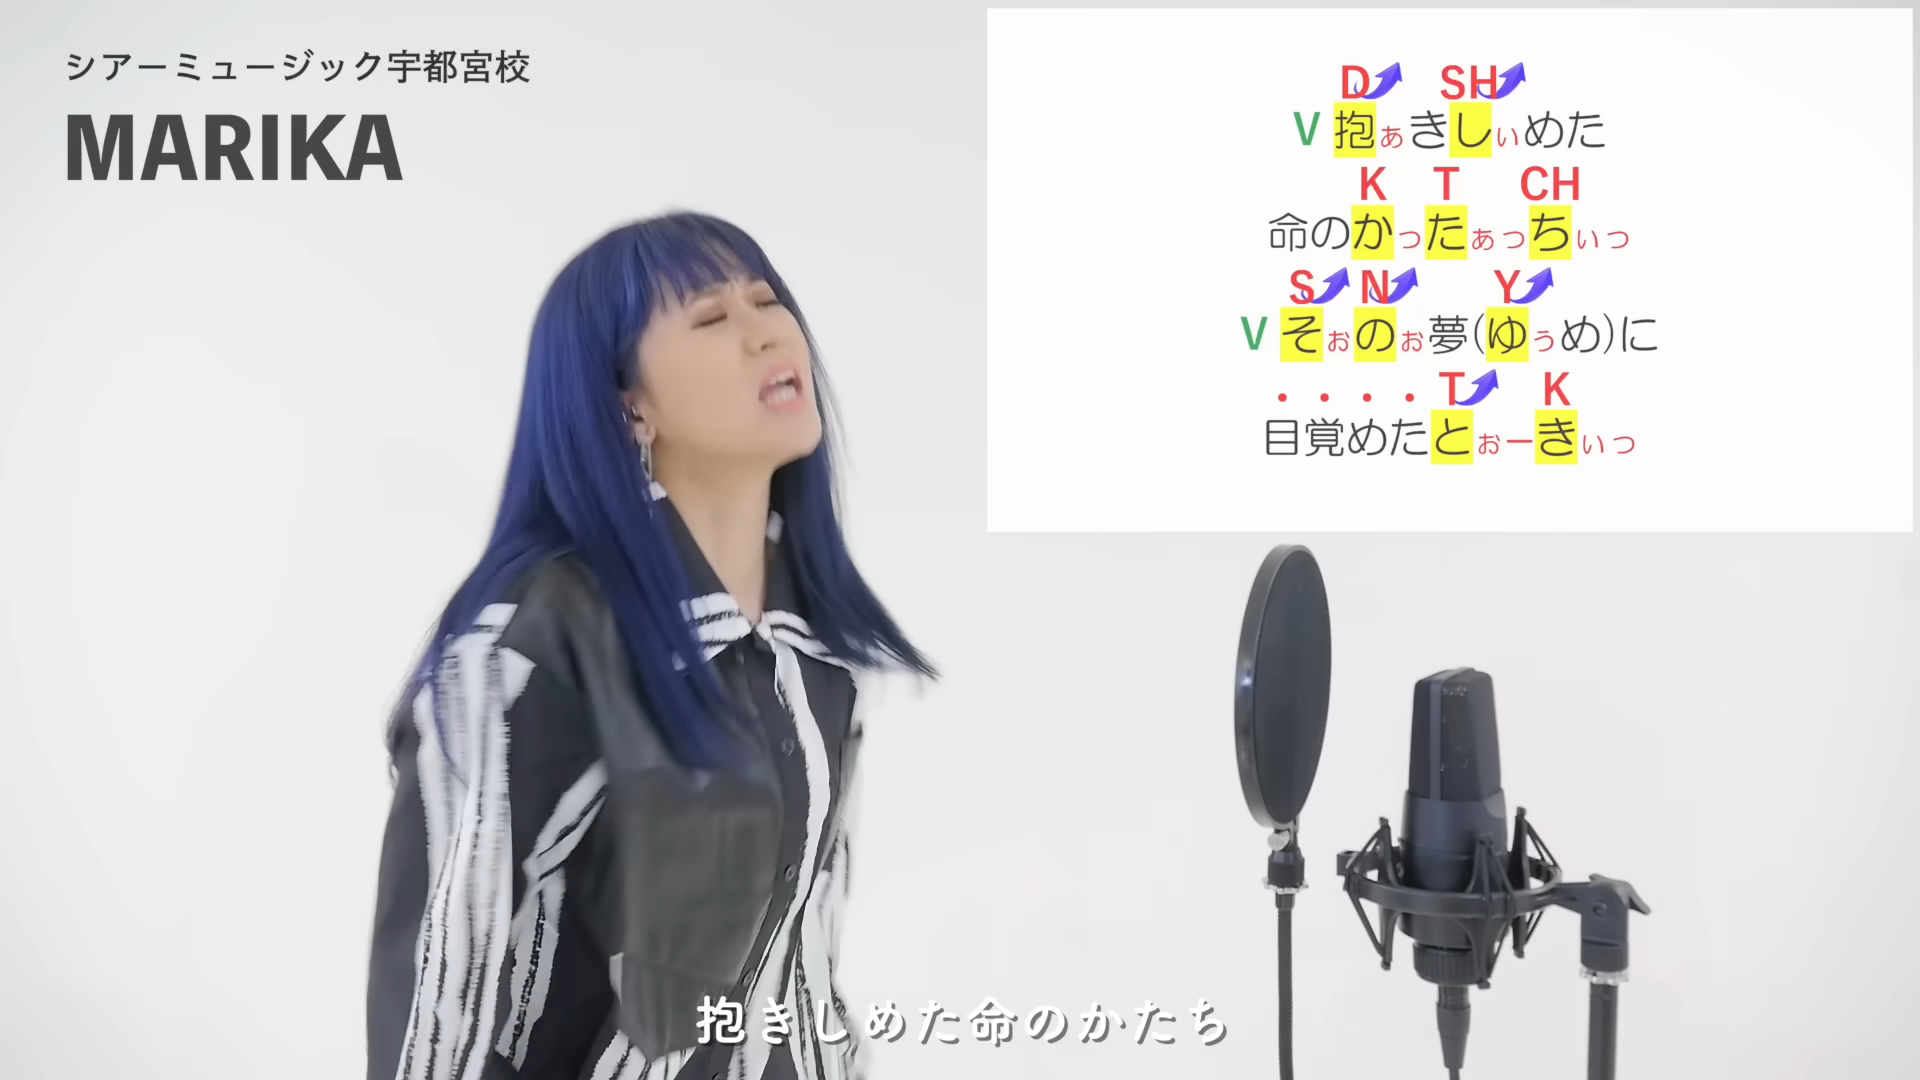 シアーミュージック宇都宮校
MARIKA
D SH
V 抱ぁきしぃめた
K T CH
命のかったぁっちぃっ
S N Y
V そぉのぉ夢(ゆぅめ)に
・・・・T K
目覚めたとぉーきぃっ
抱きしめた命のかたち